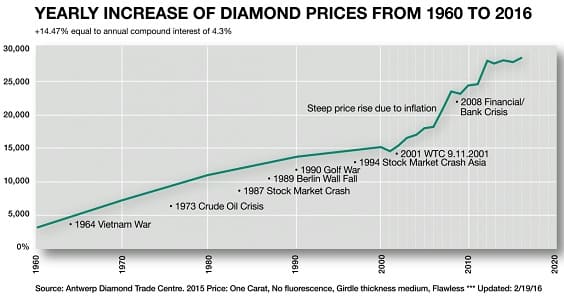 YEARLY INCREASE OF DIAMOND PRICES FROM 1960 TO 2016
+14.47% equal to annual compound interest of 4.3%
30,000
25,000
20,000
15,000
10,000
5,000
0%
Steep price rise due to inflation
• 2008 Financial/
Bank Crisis
• 2001 WTC 9.11.2001
• 1994 Stock Market Crash Asia
• 1990 Golf War
• 1989 Berlin Wall Fall
• 1987 Stock Market Crash
• 1973 Crude Oil Crisis
• 1964 Vietnam War
1960
1970
1980
1990
2000
2010
2020
Source: Antwerp Diamond Trade Centre. 2015 Price: One Carat, No fluorescence, Girdle thickness medium, Flawless *** Updated: 2/19/16